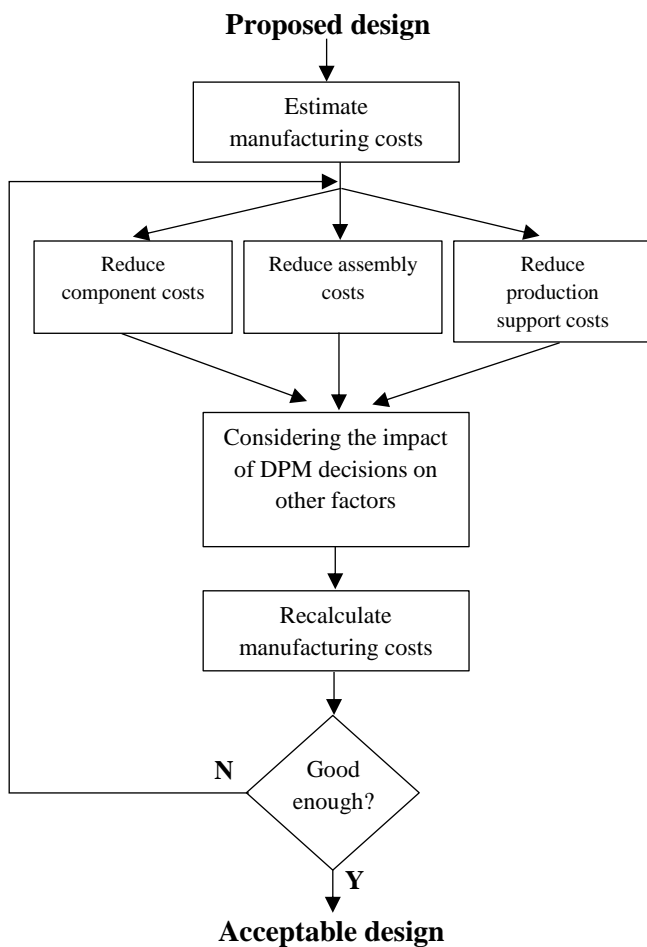 Proposed design
Estimate
manufacturing costs
Reduce
component costs
Reduce assembly
costs
Reduce
production
support costs
Considering the impact
of DPM decisions on
other factors
Recalculate
manufacturing costs
Good
enough?
N
Y
Acceptable design